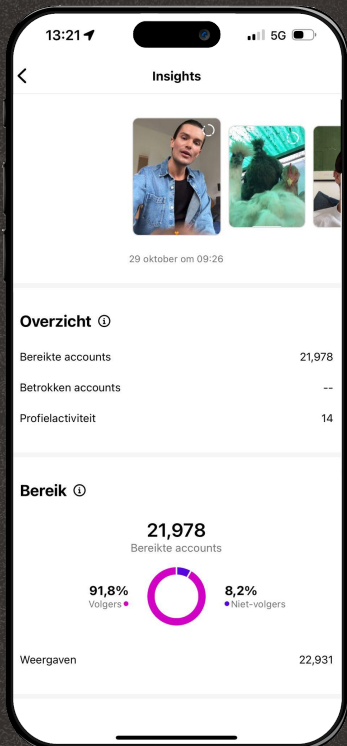 13:21 5G
Insights
29 oktober om 09:26
Overzicht
Bereikte accounts 21,978
Betrokken accounts --
Profielactiviteit 14
Bereik
21,978
Bereikte accounts
91,8% 8,2%
Volgers Niet-volgers
Weergaven 22,931